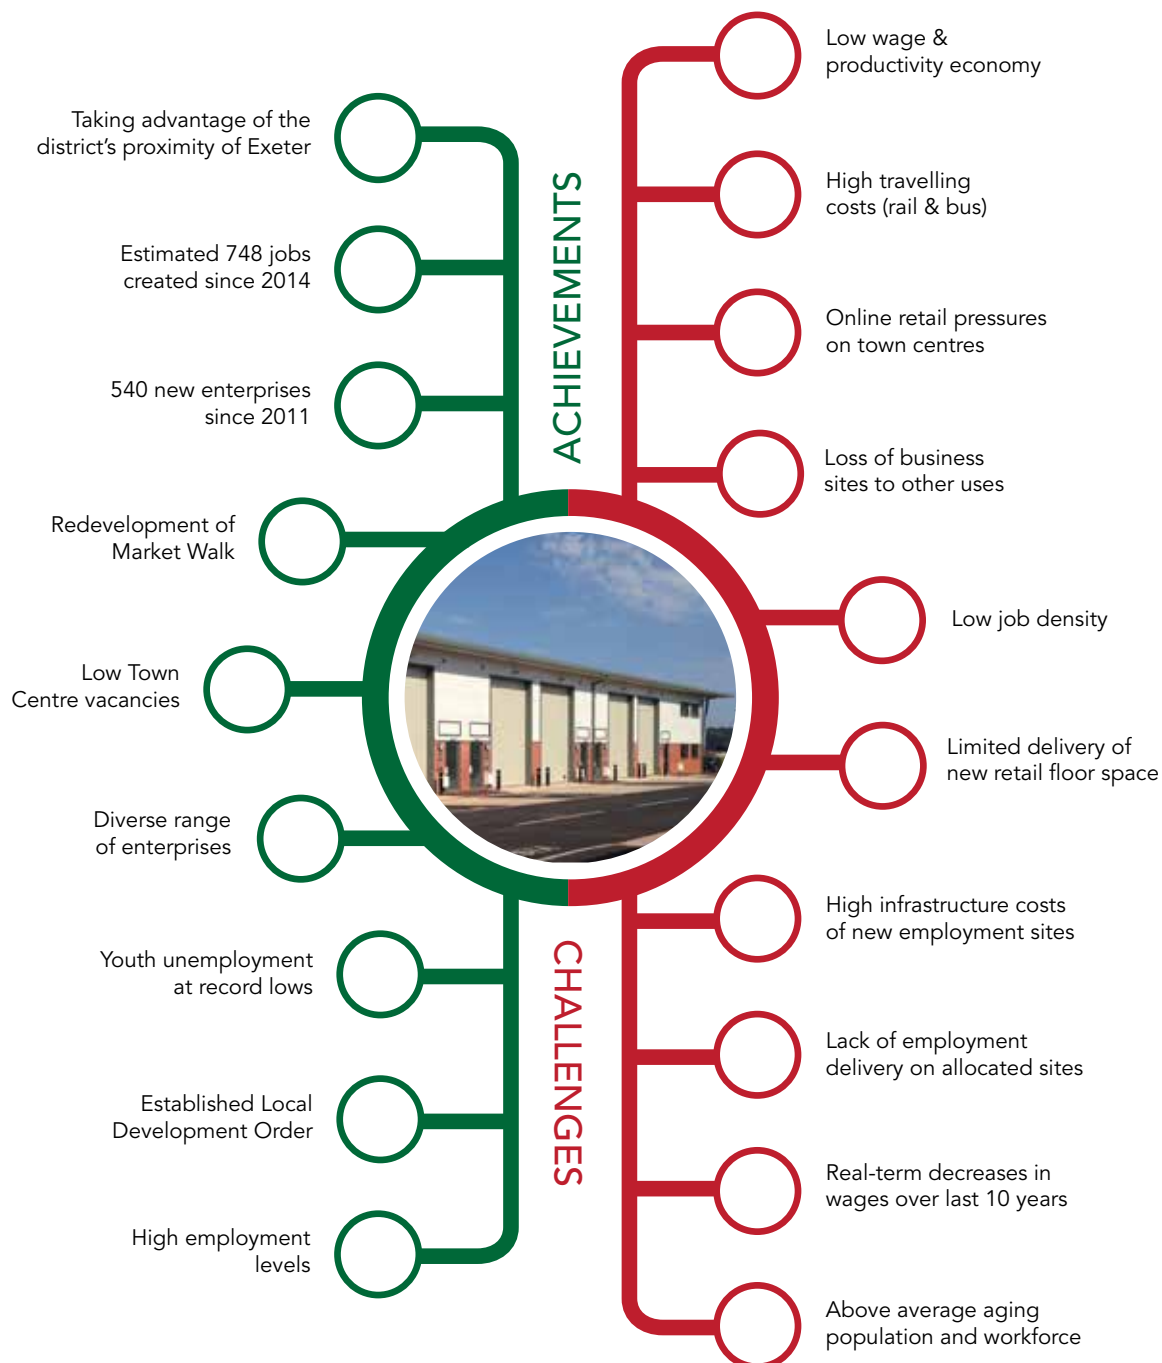 ACHIEVEMENTS
Taking advantage of the
district's proximity of Exeter
Estimated 748 jobs
created since 2014
540 new enterprises
since 2011
Redevelopment of
Market Walk
Low Town
Centre vacancies
Diverse range
of enterprises
Youth unemployment
at record lows
Established Local
Development Order
High employment
levels
CHALLENGES
Low wage &
productivity economy
High travelling
costs (rail & bus)
Online retail pressures
on town centres
Loss of business
sites to other uses
Low job density
Limited delivery of
new retail floor space
High infrastructure costs
of new employment sites
Lack of employment
delivery on allocated sites
Real-term decreases in
wages over last 10 years
Above average aging
population and workforce